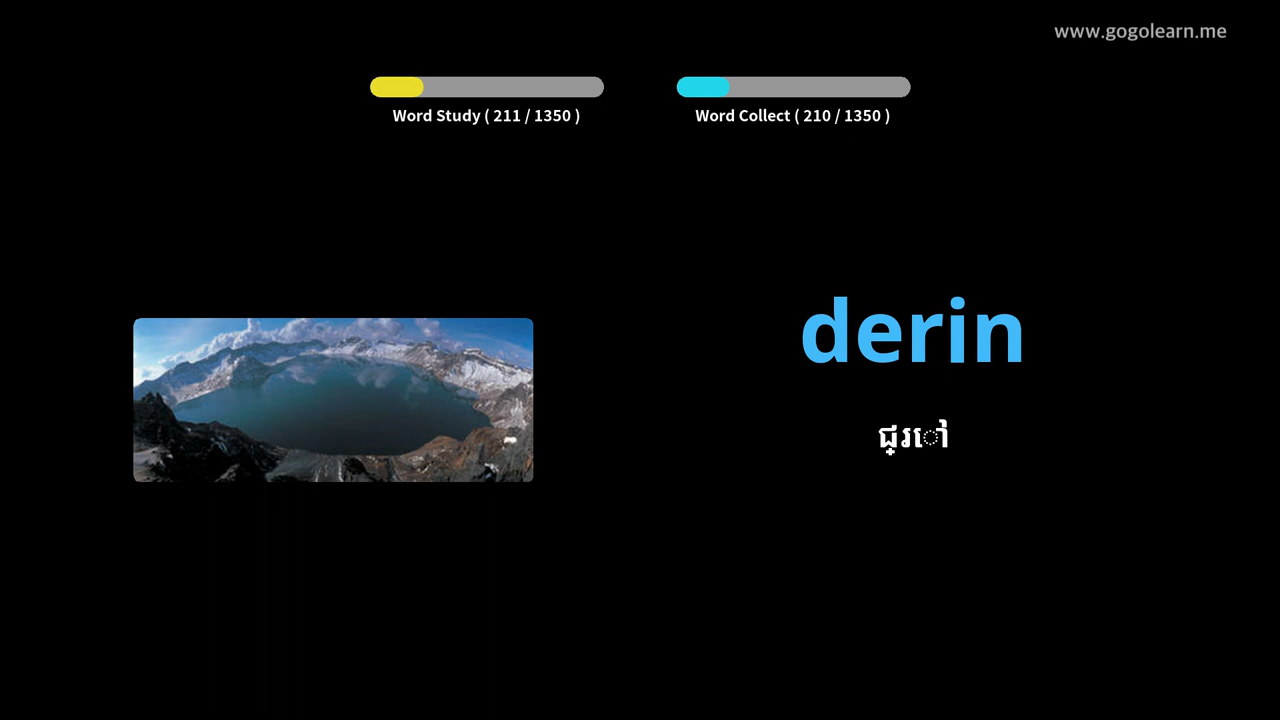 www.gogolearn.me
Word Study ( 211 / 1350 )
Word Collect ( 210 / 1350 )
derin
ជ្រៅ